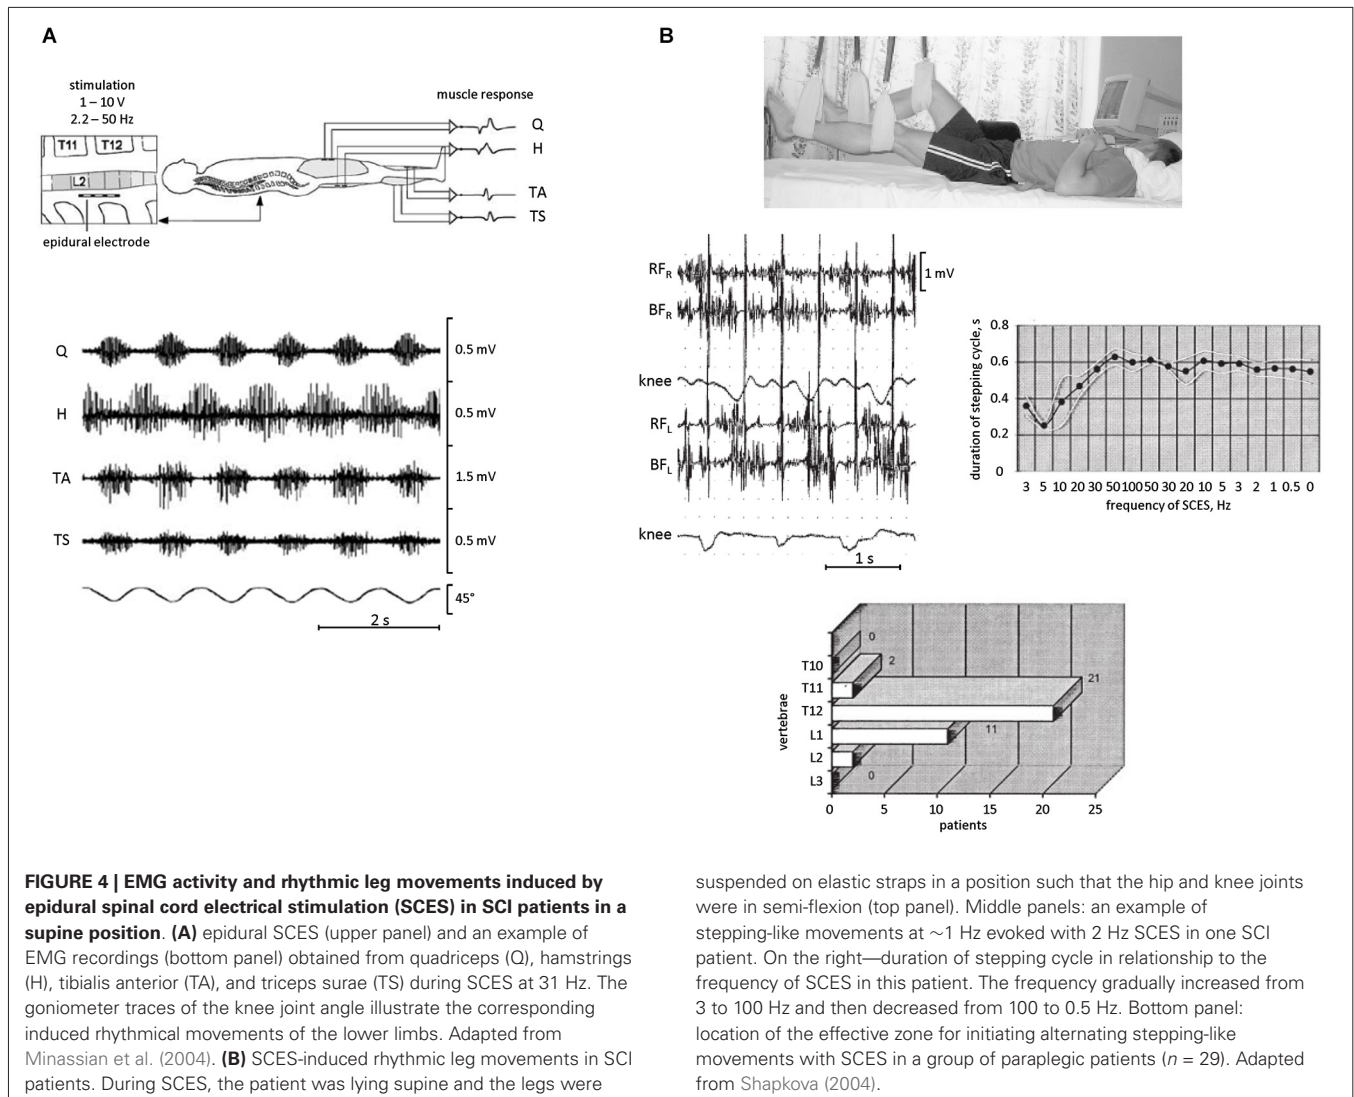 A
stimulation
1 – 10 V
2.2 – 50 Hz
muscle response
T11 T12
L2
epidural electrode
Q
H
TA
TS
Q
0.5 mV
H
0.5 mV
TA
1.5 mV
TS
0.5 mV
45°
2 s
B
RFR
1 mV
BFR
knee
RFL
BFL
knee
1 s
duration of stepping cycle, s
0.8
0.6
0.4
0.2
0
3 5 10 20 30 50 100 50 30 20 10 5 3 2 1 0.5 0
frequency of SCES, Hz
vertebrae
T10
T11
T12
L1
L2
L3
0
2
21
11
0
0 5 10 15 20 25
patients
FIGURE 4 | EMG activity and rhythmic leg movements induced by
epidural spinal cord electrical stimulation (SCES) in SCI patients in a
supine position. (A) epidural SCES (upper panel) and an example of
EMG recordings (bottom panel) obtained from quadriceps (Q), hamstrings
(H), tibialis anterior (TA), and triceps surae (TS) during SCES at 31 Hz. The
goniometer traces of the knee joint angle illustrate the corresponding
induced rhythmical movements of the lower limbs. Adapted from
Minassian et al. (2004). (B) SCES-induced rhythmic leg movements in SCI
patients. During SCES, the patient was lying supine and the legs were
suspended on elastic straps in a position such that the hip and knee joints
were in semi-flexion (top panel). Middle panels: an example of
stepping-like movements at ∼1 Hz evoked with 2 Hz SCES in one SCI
patient. On the right—duration of stepping cycle in relationship to the
frequency of SCES in this patient. The frequency gradually increased from
3 to 100 Hz and then decreased from 100 to 0.5 Hz. Bottom panel:
location of the effective zone for initiating alternating stepping-like
movements with SCES in a group of paraplegic patients (n = 29). Adapted
from Shapkova (2004).